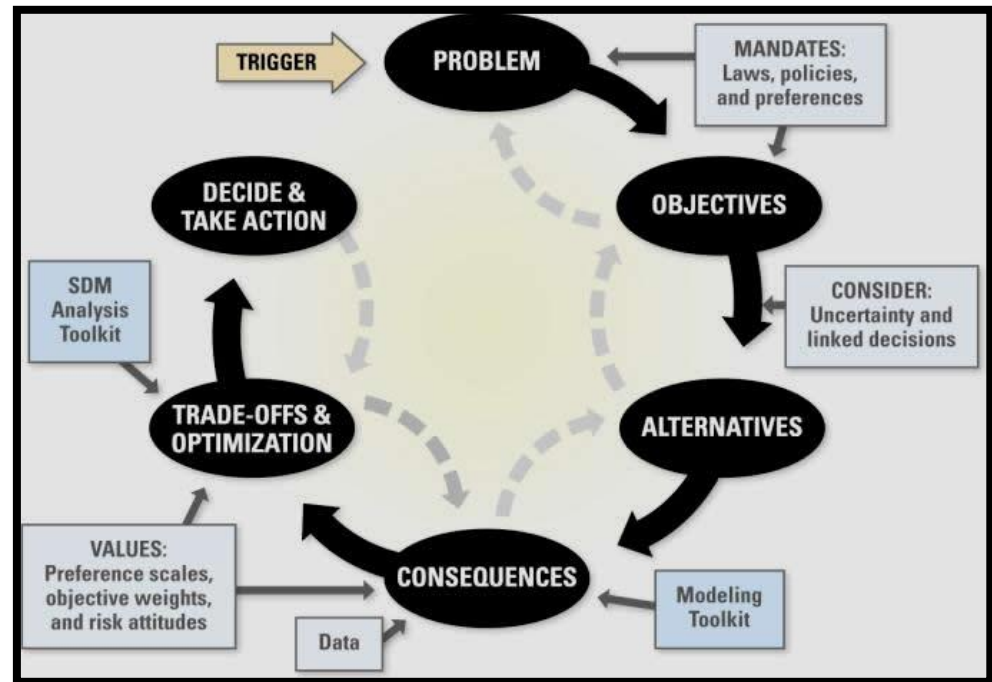 TRIGGER
PROBLEM
MANDATES:
Laws, policies,
and preferences
OBJECTIVES
CONSIDER:
Uncertainty and
linked decisions
ALTERNATIVES
Modeling
Toolkit
CONSEQUENCES
Data
VALUES:
Preference scales,
objective weights,
and risk attitudes
TRADE-OFFS &
OPTIMIZATION
SDM
Analysis
Toolkit
DECIDE &
TAKE ACTION